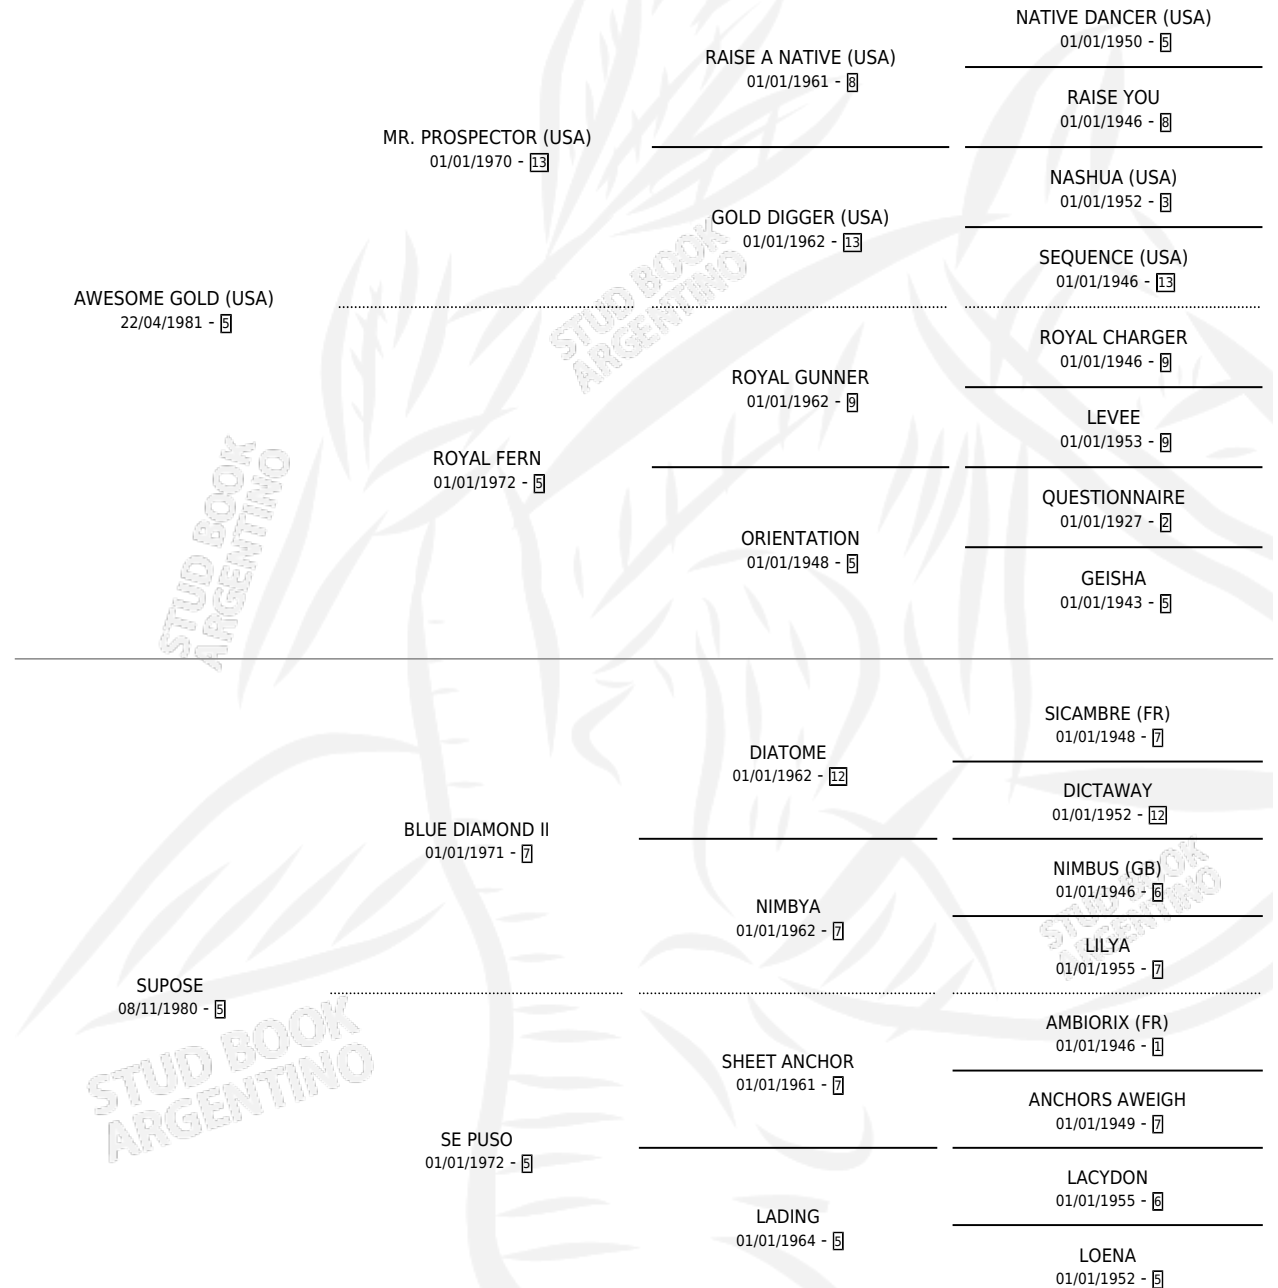 NATIVE DANCER (USA)
01/01/1950 - 5
RAISE A NATIVE (USA)
01/01/1961 - 8
RAISE YOU
01/01/1946 - 8
MR. PROSPECTOR (USA)
01/01/1970 - 13
NASHUA (USA)
01/01/1952 - 3
GOLD DIGGER (USA)
01/01/1962 - 13
SEQUENCE (USA)
01/01/1946 - 13
AWESOME GOLD (USA)
22/04/1981 - 5
STUD BOOK
ARGENTINO
ROYAL CHARGER
01/01/1946 - 9
ROYAL GUNNER
01/01/1962 - 9
LEVEE
01/01/1953 - 9
ROYAL FERN
01/01/1972 - 5
QUESTIONNAIRE
01/01/1927 - 2
ORIENTATION
01/01/1948 - 5
GEISHA
01/01/1943 - 5
STUD BOOK
ARGENTINO
SICAMBRE (FR)
01/01/1948 - 7
DIATOME
01/01/1962 - 12
DICTAWAY
01/01/1952 - 12
BLUE DIAMOND II
01/01/1971 - 7
NIMBUS (GB)
01/01/1946 - 6
NIMBYA
01/01/1962 - 7
LILYA
01/01/1955 - 7
STUD BOOK
ARGENTINO
SUPOSE
08/11/1980 - 5
AMBIORIX (FR)
01/01/1946 - 1
SHEET ANCHOR
01/01/1961 - 7
ANCHORS AWEIGH
01/01/1949 - 7
STUD BOOK
ARGENTINO
SE PUSO
01/01/1972 - 5
LACYDON
01/01/1955 - 6
LADING
01/01/1964 - 5
LOENA
01/01/1952 - 5